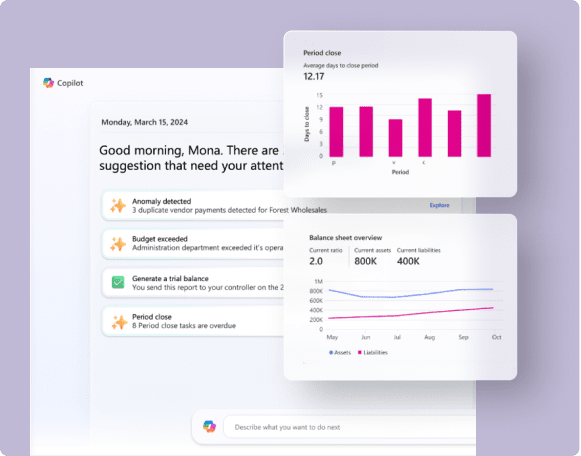 Copilot
Monday, March 15, 2024
Good morning, Mona. There are
suggestion that need your attent
Anomaly detected
3 duplicate vendor payments detected for Forest Wholesales
Explore
Budget exceeded
Administration department exceeded it's opera
Generate a trial balance
You send this report to your controller on the 2
Period close
8 Period close tasks are overdue
Describe what you want to do next
Period close
Average days to close period
12.17
Days to close
15
12
9
6
3
0
p
v
c
Period
Balance sheet overview
Current ratio Current assets Current liabilities
2.0 800K 400K
1M
800K
600K
400K
200K
0
May Jun Jul Aug Sep Oct
Assets Liabilities